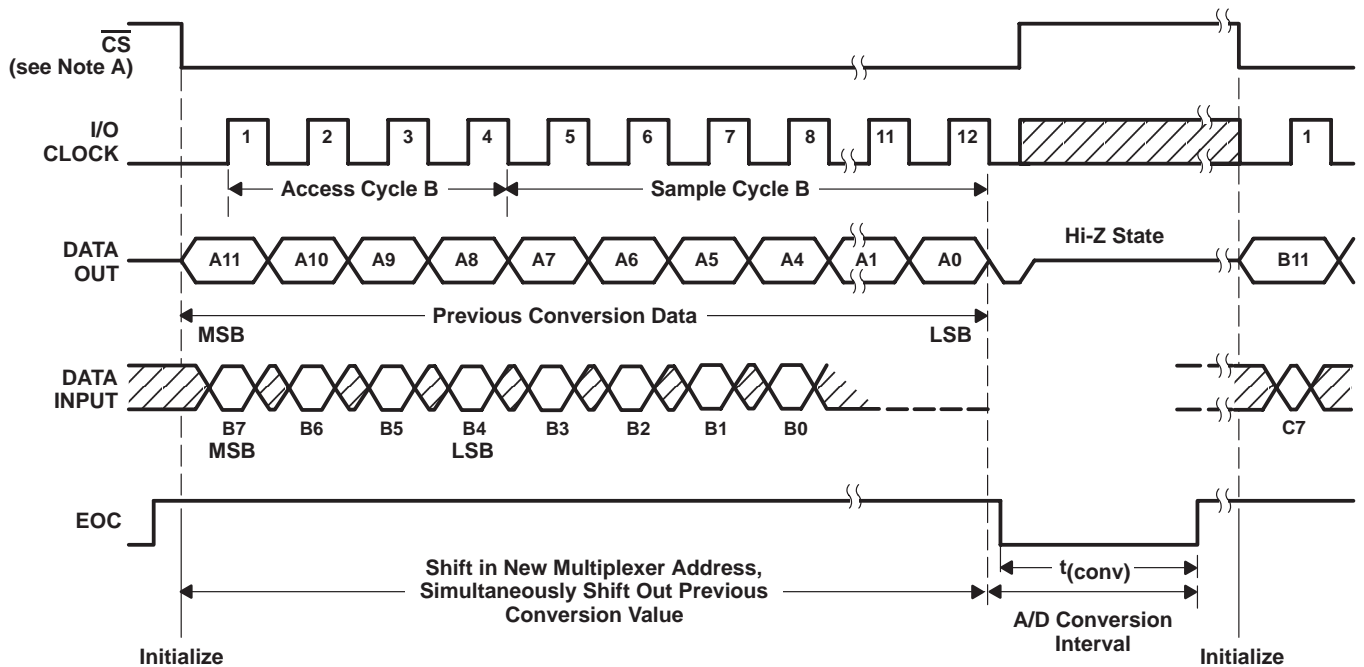 CS
(see Note A)
I/O
CLOCK
1 2 3 4 5 6 7 8 11 12 1
Access Cycle B Sample Cycle B
DATA
OUT
A11 A10 A9 A8 A7 A6 A5 A4 A1 A0 Hi-Z State B11
Previous Conversion Data
MSB LSB
DATA
INPUT
B7 B6 B5 B4 B3 B2 B1 B0 C7
MSB LSB
EOC
Shift in New Multiplexer Address,
Simultaneously Shift Out Previous
Conversion Value
t(conv)
A/D Conversion
Interval
Initialize Initialize